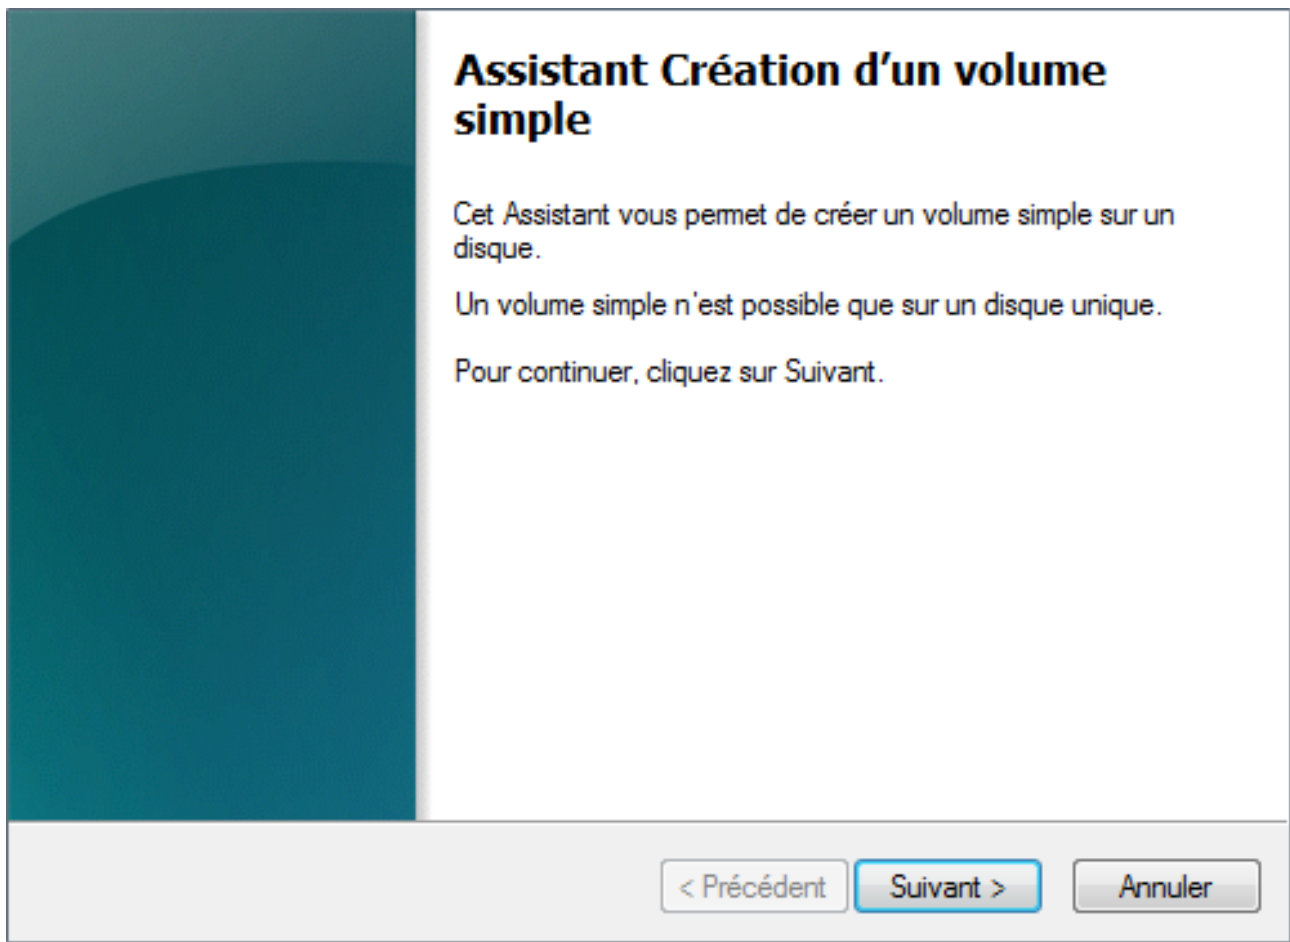 Assistant Création d’un volume
simple
Cet Assistant vous permet de créer un volume simple sur un
disque.
Un volume simple n'est possible que sur un disque unique.
Pour continuer, cliquez sur Suivant.
< Précédent Suivant > Annuler